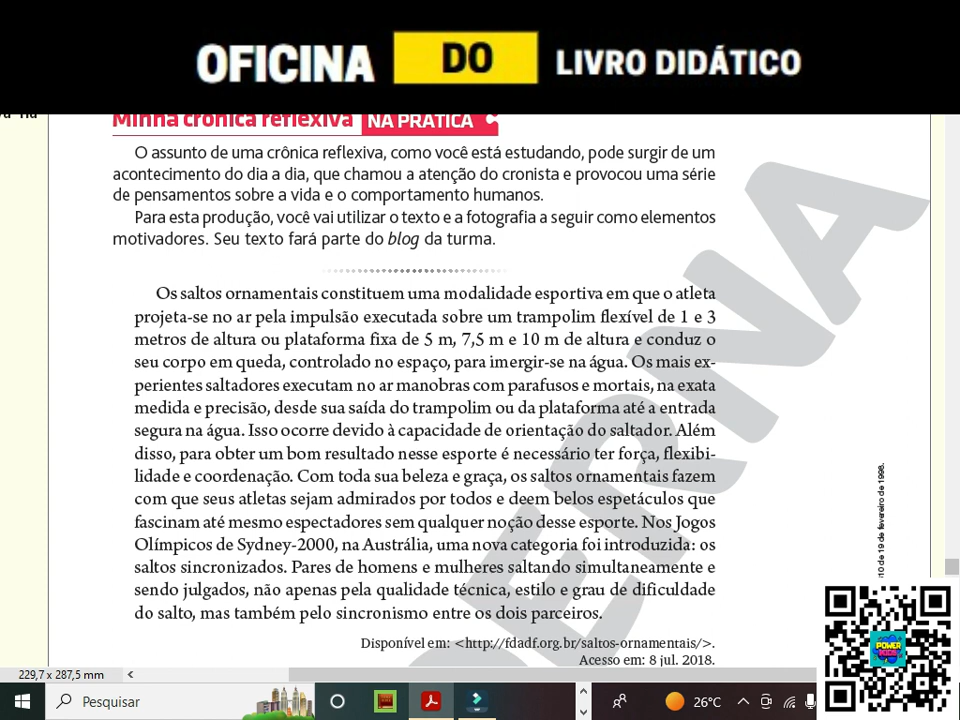 OFICINA DO LIVRO DIDÁTICO
Minha crônica reflexiva NA PRÁTICA
O assunto de uma crônica reflexiva, como você está estudando, pode surgir de um
acontecimento do dia a dia, que chamou a atenção do cronista e provocou uma série
de pensamentos sobre a vida e o comportamento humanos.
Para esta produção, você vai utilizar o texto e a fotografia a seguir como elementos
motivadores. Seu texto fará parte do blog da turma.
Os saltos ornamentais constituem uma modalidade esportiva em que o atleta
projeta-se no ar pela impulsão executada sobre um trampolim flexível de 1 e 3
metros de altura ou plataforma fixa de 5 m, 7,5 m e 10 m de altura e conduz o
seu corpo em queda, controlado no espaço, para imergir-se na água. Os mais ex-
perientes saltadores executam no ar manobras com parafusos e mortais, na exata
medida e precisão, desde sua saída do trampolim ou da plataforma até a entrada
segura na água. Isso ocorre devido à capacidade de orientação do saltador. Além
disso, para obter um bom resultado nesse esporte é necessário ter força, flexibi-
lidade e coordenação. Com toda sua beleza e graça, os saltos ornamentais fazem
com que seus atletas sejam admirados por todos e deem belos espetáculos que
fascinam até mesmo espectadores sem qualquer noção desse esporte. Nos Jogos
Olímpicos de Sydney-2000, na Austrália, uma nova categoria foi introduzida: os
saltos sincronizados. Pares de homens e mulheres saltando simultaneamente e
sendo julgados, não apenas pela qualidade técnica, estilo e grau de dificuldade
do salto, mas também pelo sincronismo entre os dois parceiros.
Disponível em: <http://fdadf.org.br/saltos-ornamentais/>.
Acesso em: 8 jul. 2018.
10 de 19 de fevereiro de 1998.
229,7 x 287,5 mm
Pesquisar
26°C